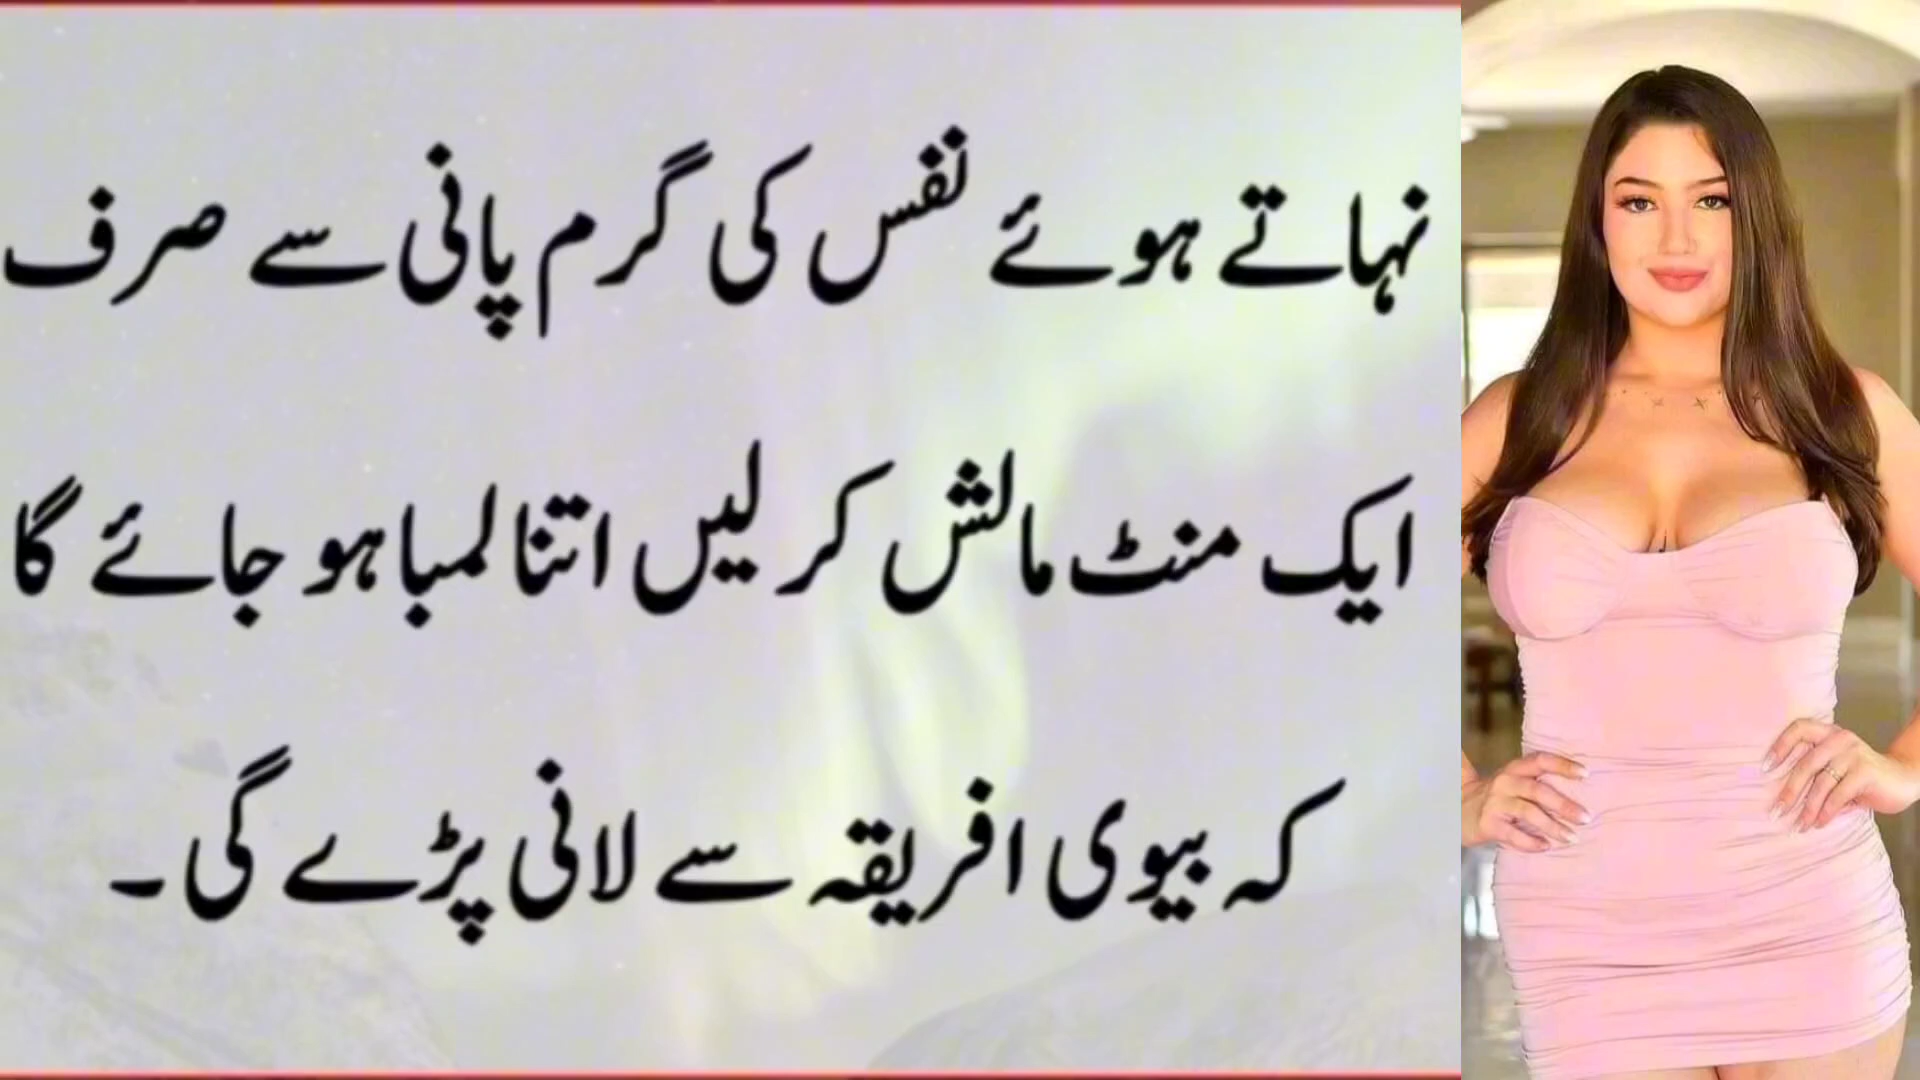 نہاتے ہوئے نفس کی گرم پانی سے صرف
ایک منٹ مالش کر لیں اتنا لمبا ہو جائے گا
کہ بیوی افریقہ سے لانی پڑے گی۔